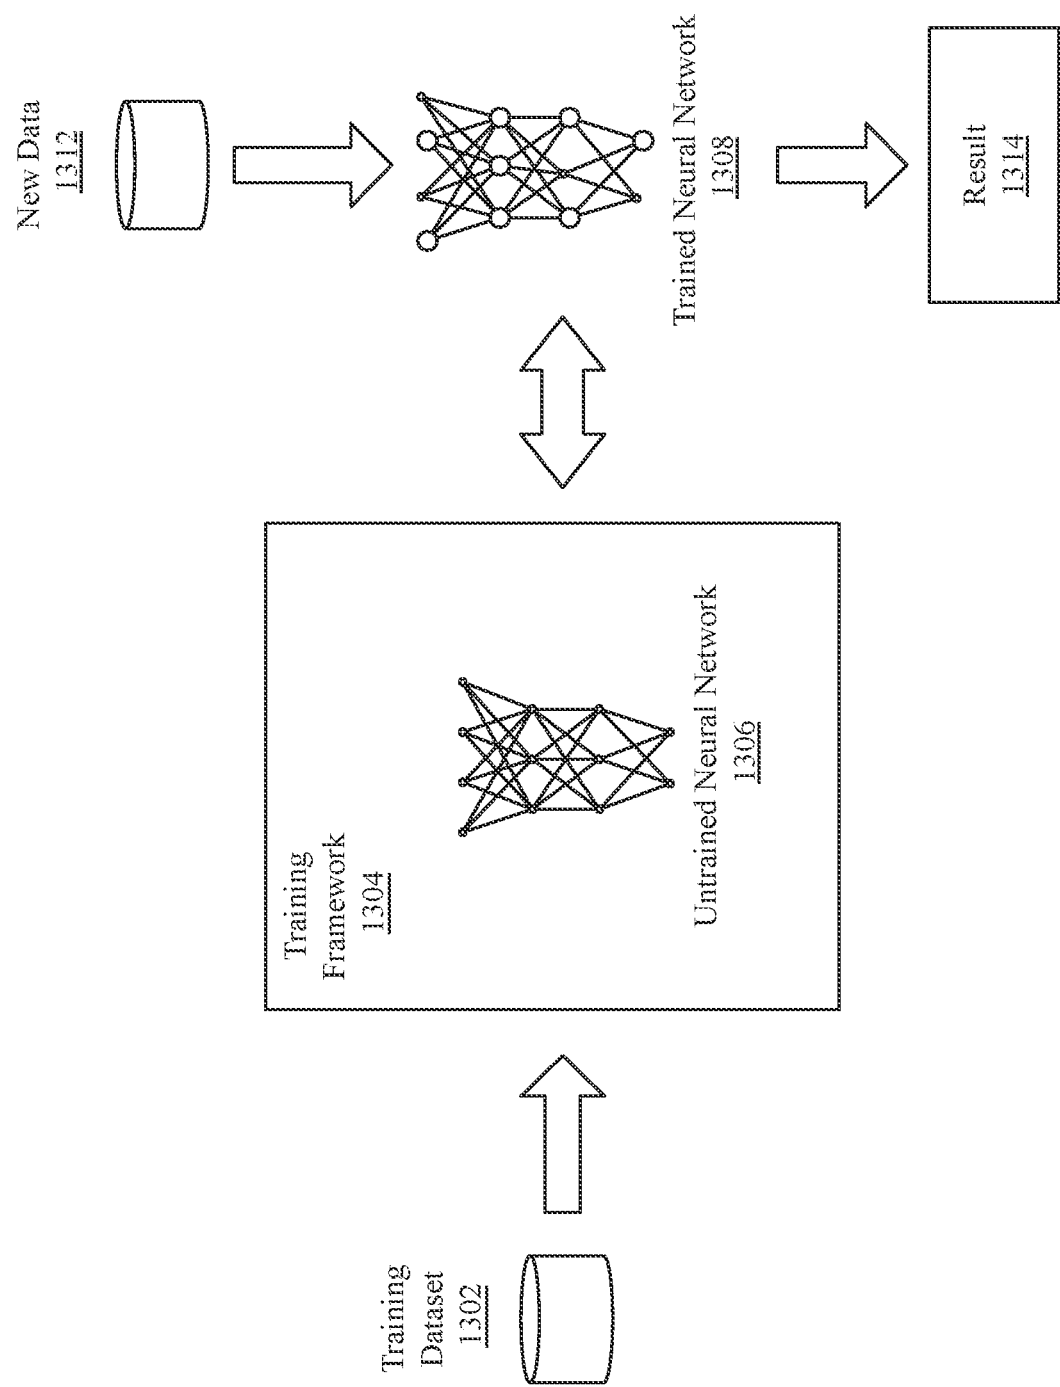 Training
Dataset
1302
Training
Framework
1304
Untrained Neural Network
1306
New Data
1312
Trained Neural Network
1308
Result
1314